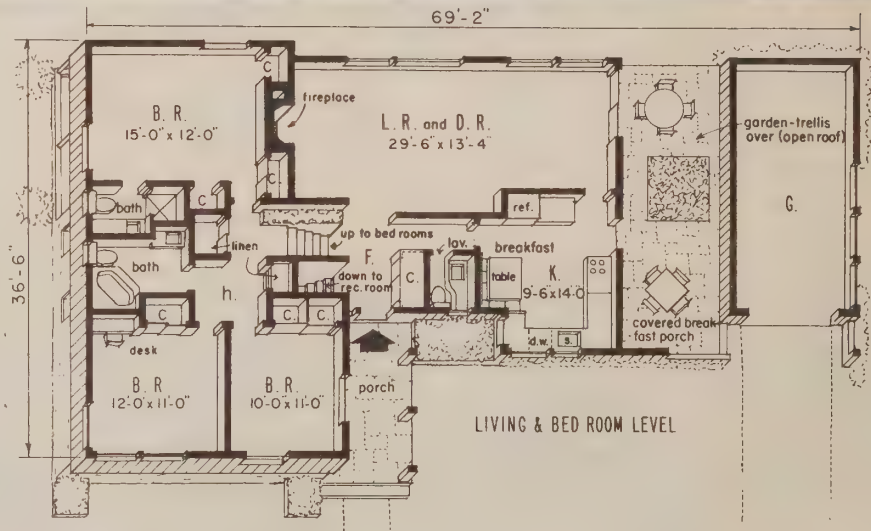 69'-2"
36'-6"
C
fireplace
B. R.
15'-0" x 12'-0"
L. R. and D. R.
29'-6" x 13'-4"
garden-trellis
over (open roof)
C.
G.
bath
C
ref.
linen
up to bed rooms
lav.
breakfast
bath
F.
down to
rec. room
C.
table
K.
9-6x14-0
h.
C
C
C
covered break-
fast porch
desk
d.w.
s.
B. R
12'-0"x 11'-0"
B. R.
10'-0"x 11'-0"
porch
LIVING & BED ROOM LEVEL